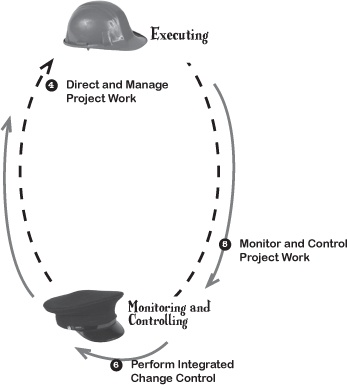 Executing
4 Direct and Manage
Project Work
8 Monitor and Control
Project Work
Monitoring and
Controlling
6 Perform Integrated
Change Control